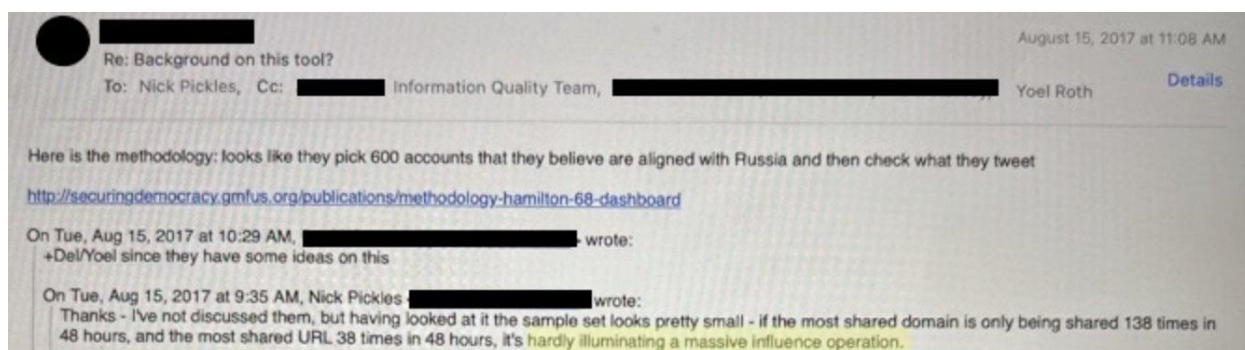 August 15, 2017 at 11:08 AM
Re: Background on this tool?
To: Nick Pickles, Cc: Information Quality Team, Yoel Roth Details
Here is the methodology: looks like they pick 600 accounts that they believe are aligned with Russia and then check what they tweet
http://securingdemocracy.gmfus.org/publications/methodology-hamilton-68-dashboard
On Tue, Aug 15, 2017 at 10:29 AM, wrote:
+Del/Yoel since they have some ideas on this
On Tue, Aug 15, 2017 at 9:35 AM, Nick Pickles wrote:
Thanks - I've not discussed them, but having looked at it the sample set looks pretty small - if the most shared domain is only being shared 138 times in
48 hours, and the most shared URL 38 times in 48 hours, it's hardly illuminating a massive influence operation.